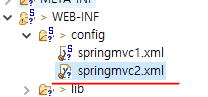 META-INF
WEB-INF
config
springmvc1.xml
springmvc2.xml
lib